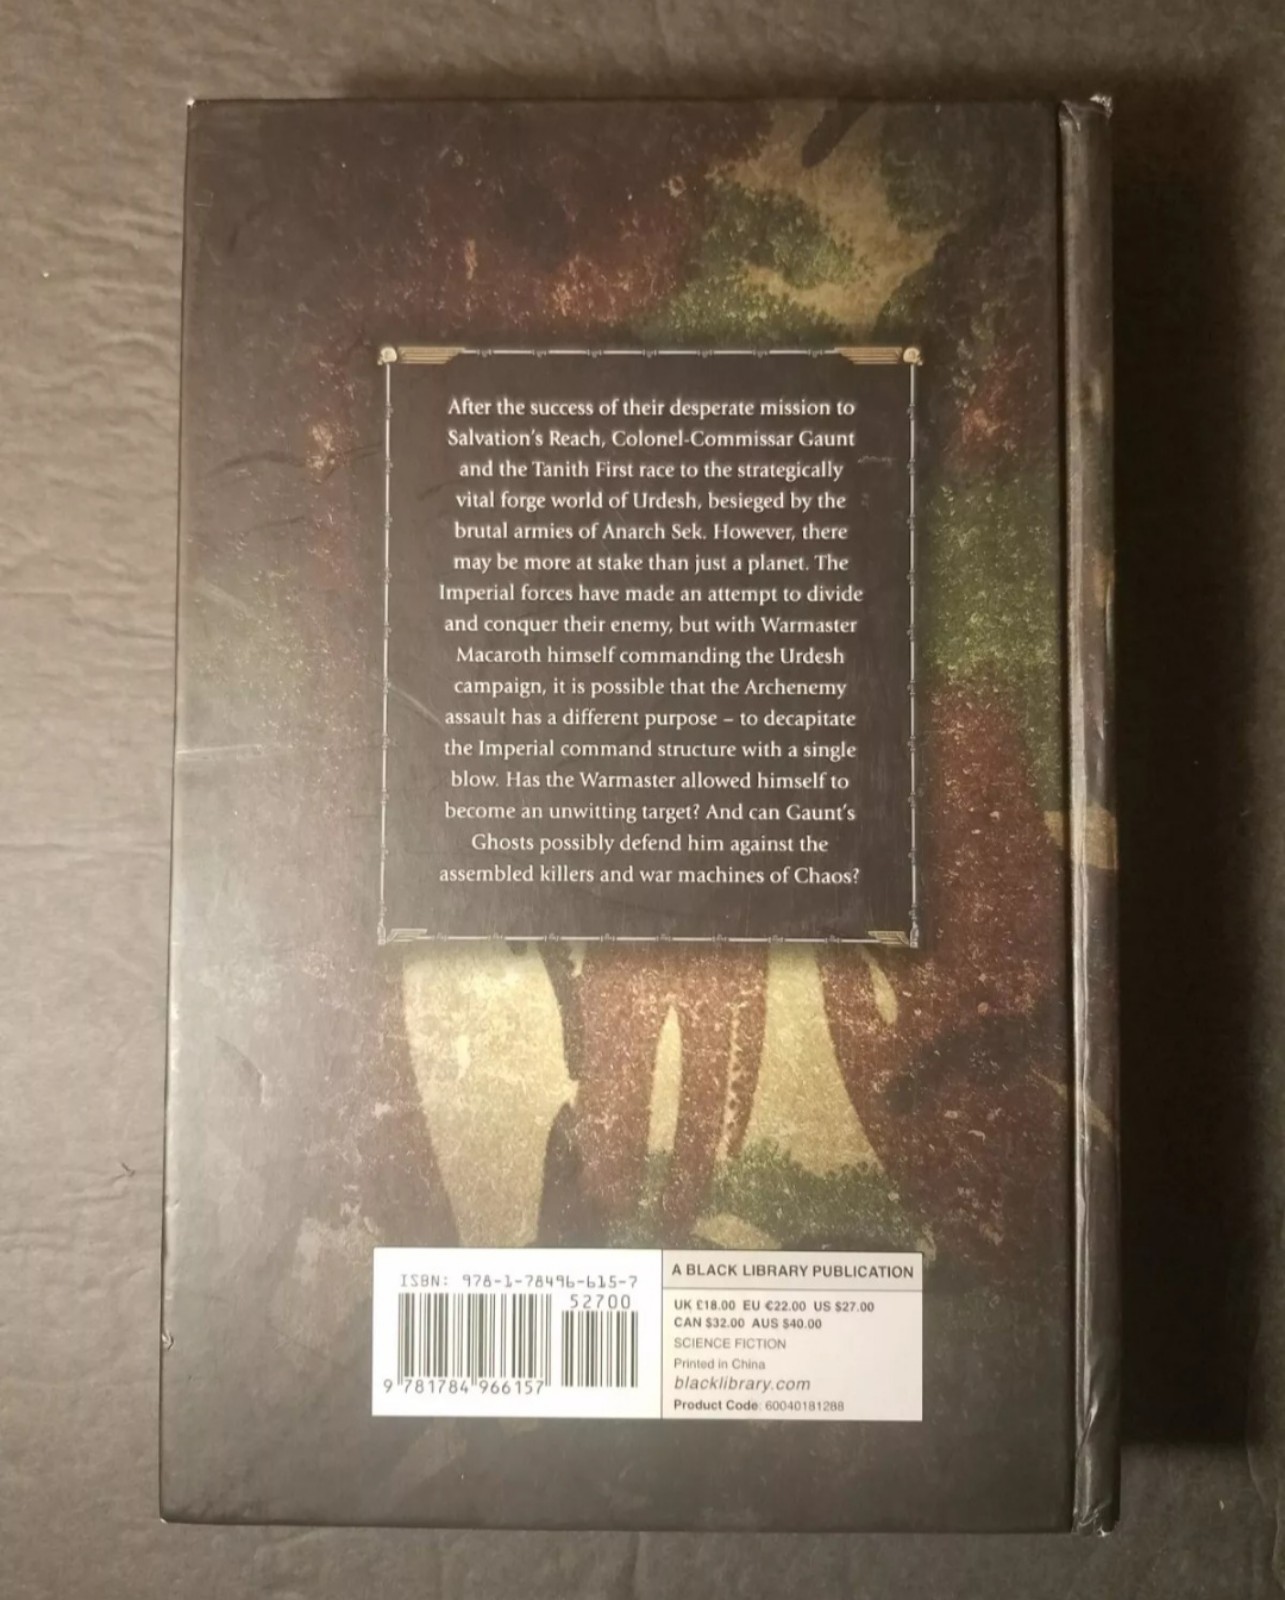 After the success of their desperate mission to
Salvation's Reach, Colonel-Commissar Gaunt
and the Tanith First race to the strategically
vital forge world of Urdesh, besieged by the
brutal armies of Anarch Sek. However, there
may be more at stake than just a planet. The
Imperial forces have made an attempt to divide
and conquer their enemy, but with Warmaster
Macaroth himself commanding the Urdesh
campaign, it is possible that the Archenemy
assault has a different purpose – to decapitate
the Imperial command structure with a single
blow. Has the Warmaster allowed himself to
become an unwitting target? And can Gaunt's
Ghosts possibly defend him against the
assembled killers and war machines of Chaos?
ISBN: 978-1-78496-615-7
52700
9 781784 966157
A BLACK LIBRARY PUBLICATION
UK £18.00 EU €22.00 US $27.00
CAN $32.00 AUS $40.00
SCIENCE FICTION
Printed in China
blacklibrary.com
Product Code: 60040181288